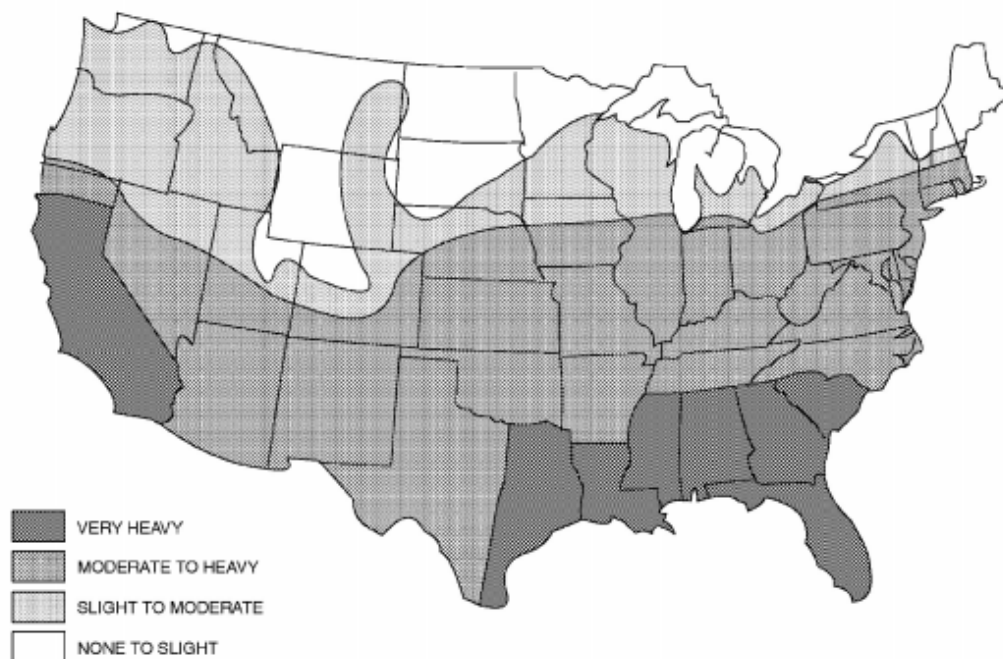 VERY HEAVY
MODERATE TO HEAVY
SLIGHT TO MODERATE
NONE TO SLIGHT